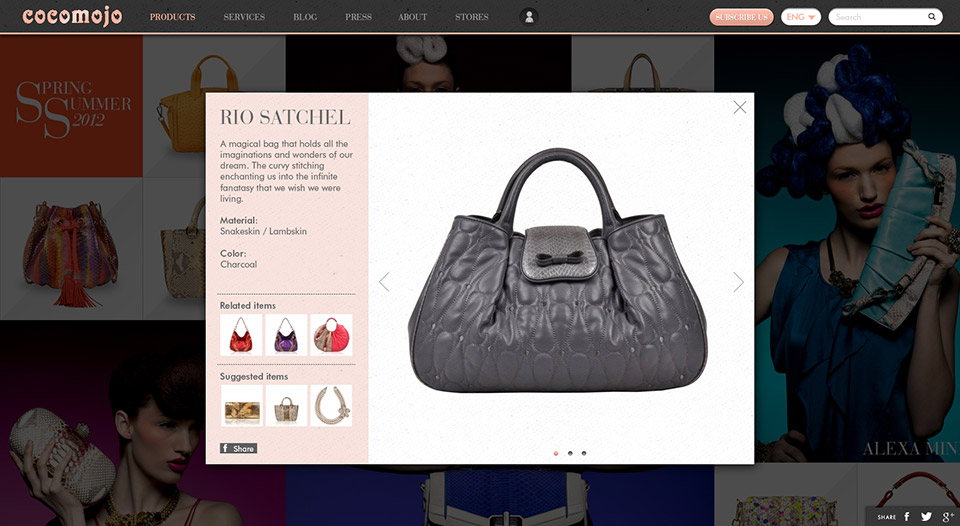 cocomojo
PRODUCTS
SERVICES
BLOG
PRESS
ABOUT
STORES
SUBSCRIBE US
ENG
Search
SPRING
SUMMER
2012
RIO SATCHEL
A magical bag that holds all the
imaginations and wonders of our
dream. The curvy stitching
enchanting us into the infinite
fanatasy that we wish we were
living.
Material:
Snakeskin / Lambskin
Color:
Charcoal
Related items
Suggested items
f Share
ALEXA MIN
SHARE